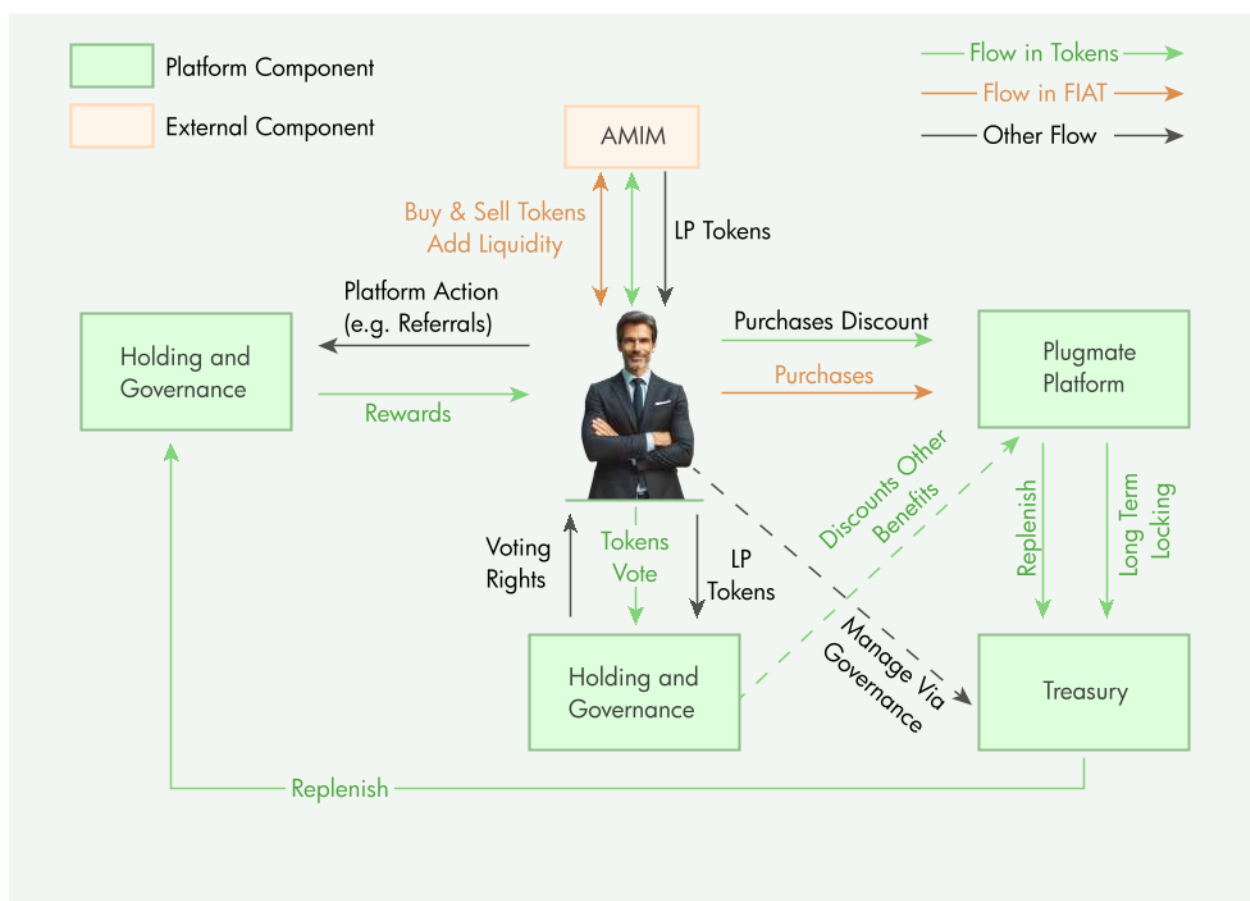 Platform Component
External Component
Flow in Tokens
Flow in FIAT
Other Flow
AMIM
Buy & Sell Tokens
Add Liquidity
LP Tokens
Platform Action
(e.g. Referrals)
Holding and
Governance
Rewards
Purchases Discount
Purchases
Plugmate
Platform
Discounts Other
Benefits
Replenish
Long Term
Locking
Voting
Rights
Tokens
Vote
LP
Tokens
Manage Via
Governance
Holding and
Governance
Treasury
Replenish